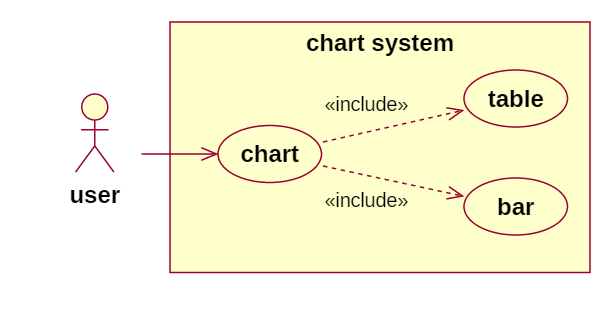 chart system
«include»
table
chart
user
«include»
bar